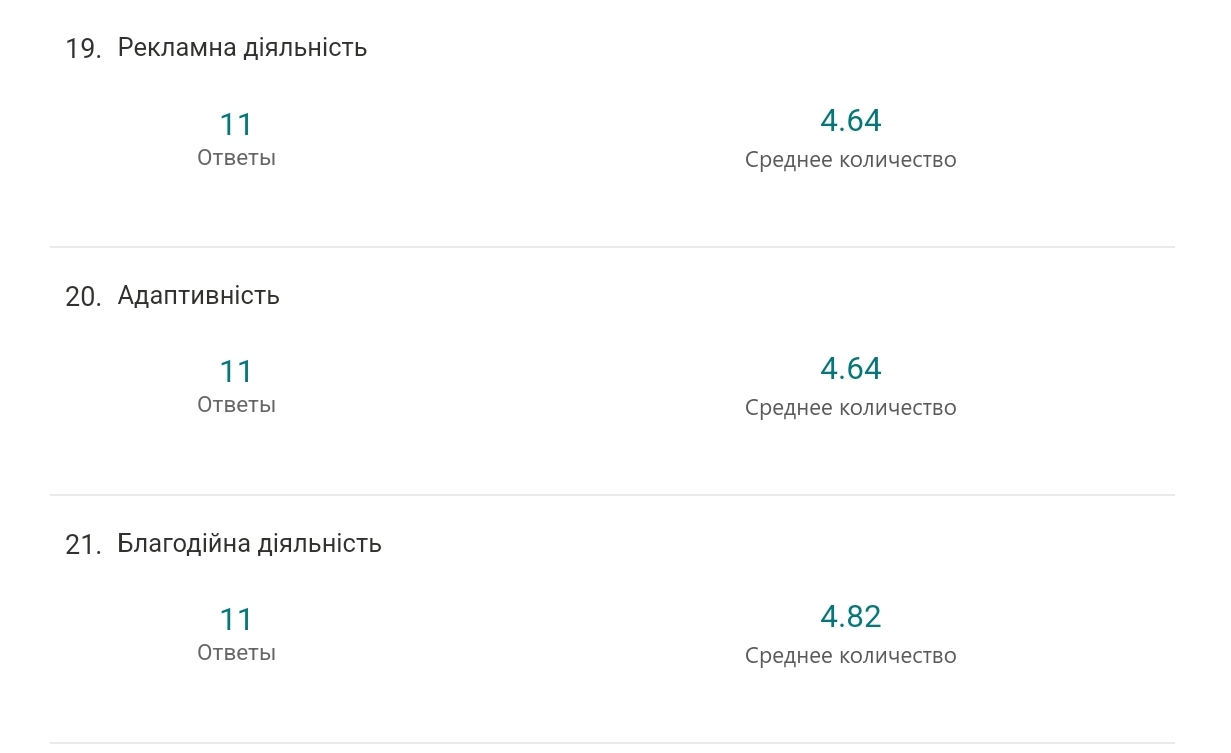 19. Рекламна діяльність
11
Ответы
4.64
Среднее количество
20. Адаптивність
11
Ответы
4.64
Среднее количество
21. Благодійна діяльність
11
Ответы
4.82
Среднее количество